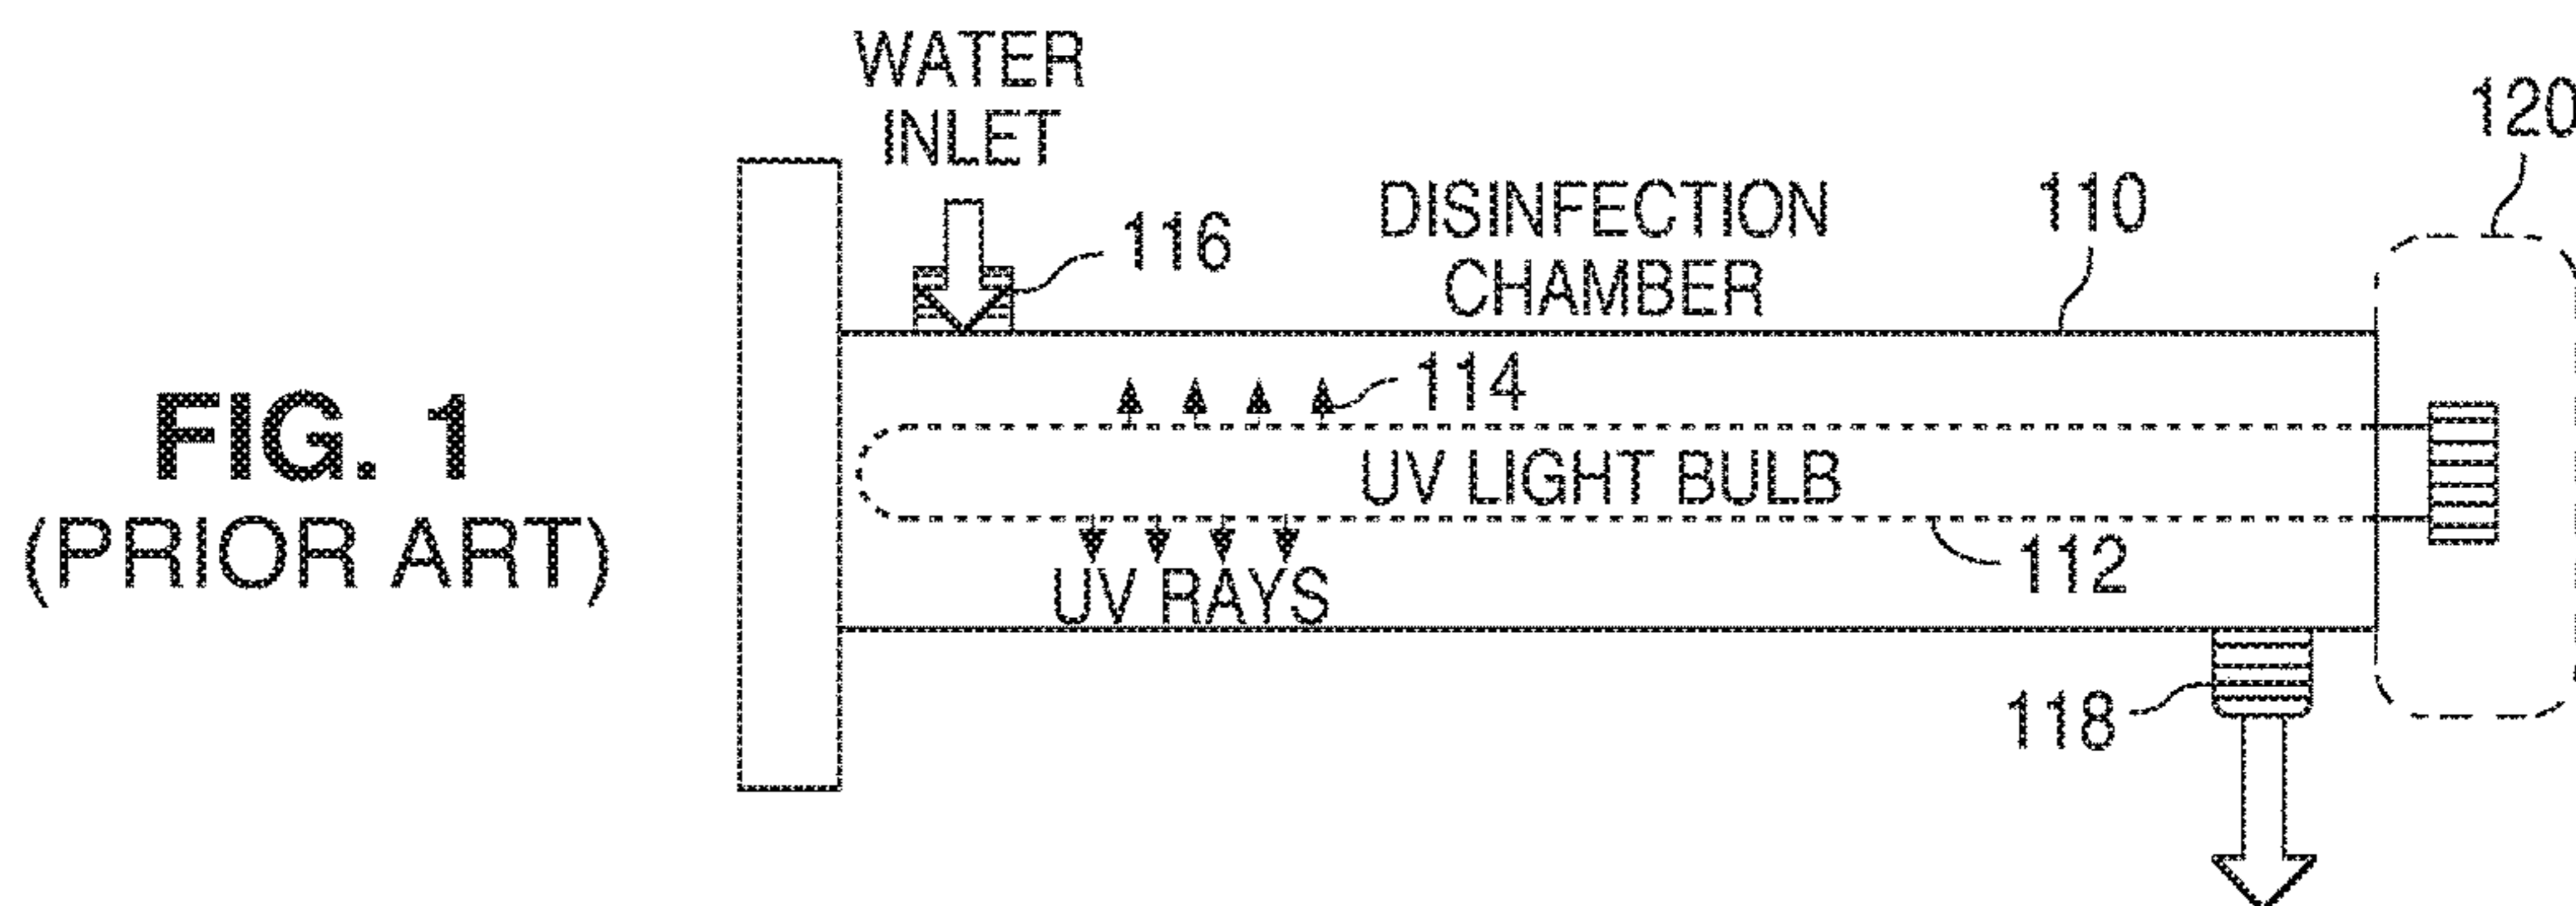 FIG. 1
(PRIOR ART)
WATER
INLET
116
DISINFECTION
CHAMBER
110
120
114
UV LIGHT BULB
112
UV RAYS
118